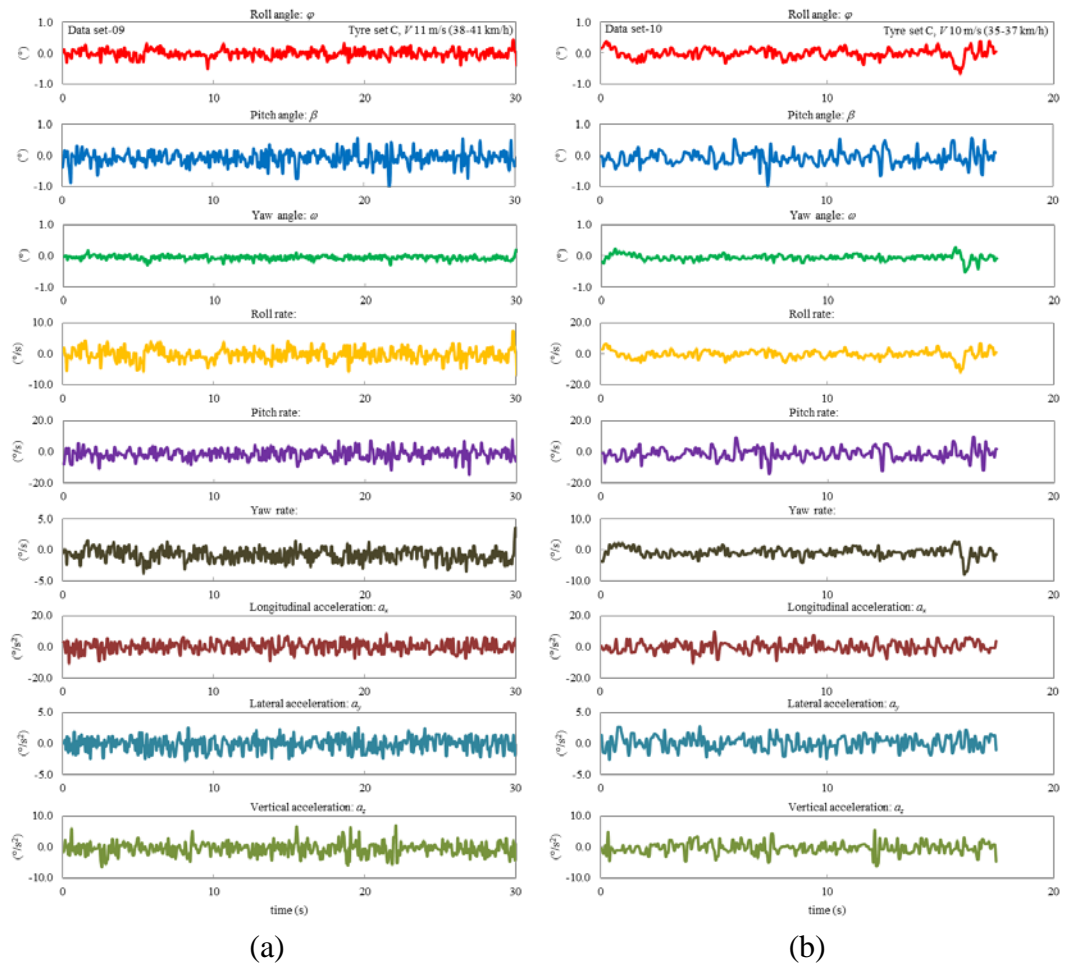 Roll angle: φ
Data set-09 Tyre set C, V 11 m/s (38-41 km/h)
1.0
0.0
-1.0
(°)
0 10 20 30
Pitch angle: β
1.0
0.0
-1.0
(°)
0 10 20 30
Yaw angle: ω
1.0
0.0
-1.0
(°)
0 10 20 30
Roll rate:
10.0
0.0
-10.0
(°/s)
0 10 20 30
Pitch rate:
20.0
0.0
-20.0
(°/s)
0 10 20 30
Yaw rate:
5.0
0.0
-5.0
(°/s)
0 10 20 30
Longitudinal acceleration: aₓ
20.0
0.0
-20.0
(°/s²)
0 10 20 30
Lateral acceleration: a_y
5.0
0.0
-5.0
(°/s²)
0 10 20 30
Vertical acceleration: a_z
10.0
0.0
-10.0
(°/s²)
0 10 20 30
time (s)
(a)
Roll angle: φ
Data set-10 Tyre set C, V 10 m/s (35-37 km/h)
1.0
0.0
-1.0
(°)
0 10 20
Pitch angle: β
1.0
0.0
-1.0
(°)
0 10 20
Yaw angle: ω
1.0
0.0
-1.0
(°)
0 10 20
Roll rate:
20.0
0.0
-20.0
(°/s)
0 10 20
Pitch rate:
20.0
0.0
-20.0
(°/s)
0 10 20
Yaw rate:
10.0
0.0
-10.0
(°/s)
0 10 20
Longitudinal acceleration: aₓ
20.0
0.0
-20.0
(°/s²)
0 10 20
Lateral acceleration: a_y
5.0
0.0
-5.0
(°/s²)
0 10 20
Vertical acceleration: a_z
10.0
0.0
-10.0
(°/s²)
0 10 20
time (s)
(b)